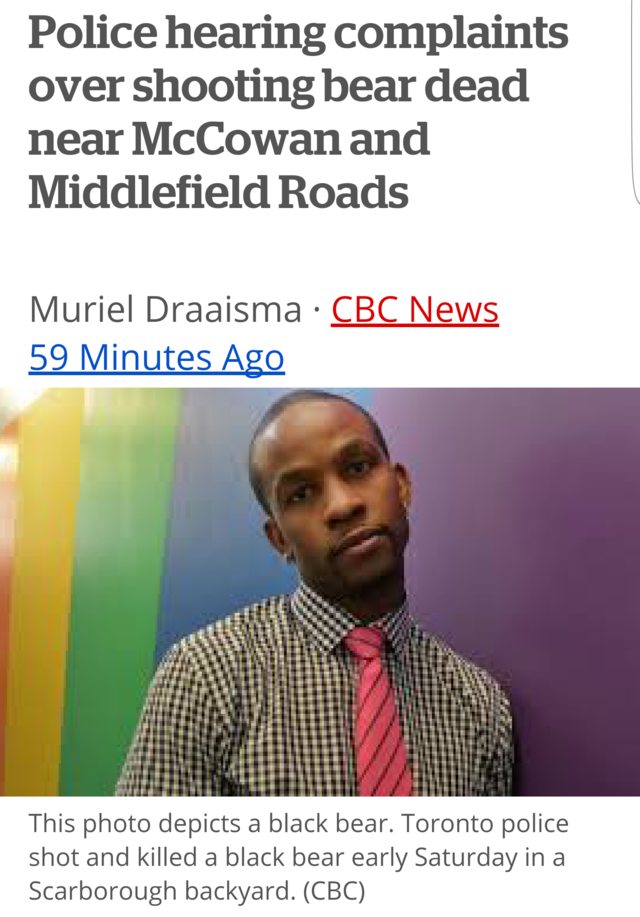 Police hearing complaints
over shooting bear dead
near McCowan and
Middlefield Roads
Muriel Draaisma · CBC News
59 Minutes Ago
This photo depicts a black bear. Toronto police
shot and killed a black bear early Saturday in a
Scarborough backyard. (CBC)